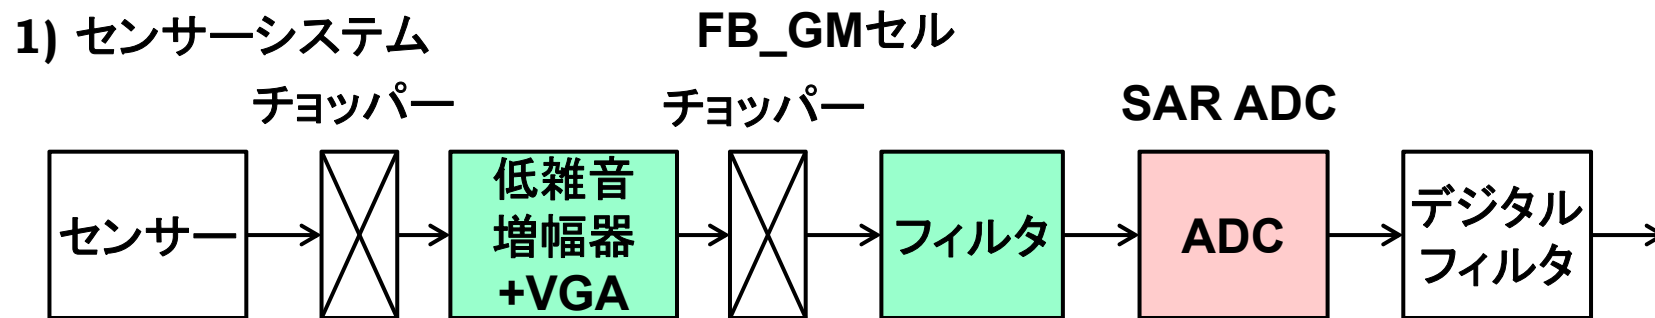 1) センサーシステム
FB_GMセル
チョッパー
チョッパー
SAR ADC
センサー
低雑音
増幅器
+VGA
フィルタ
ADC
デジタル
フィルタ